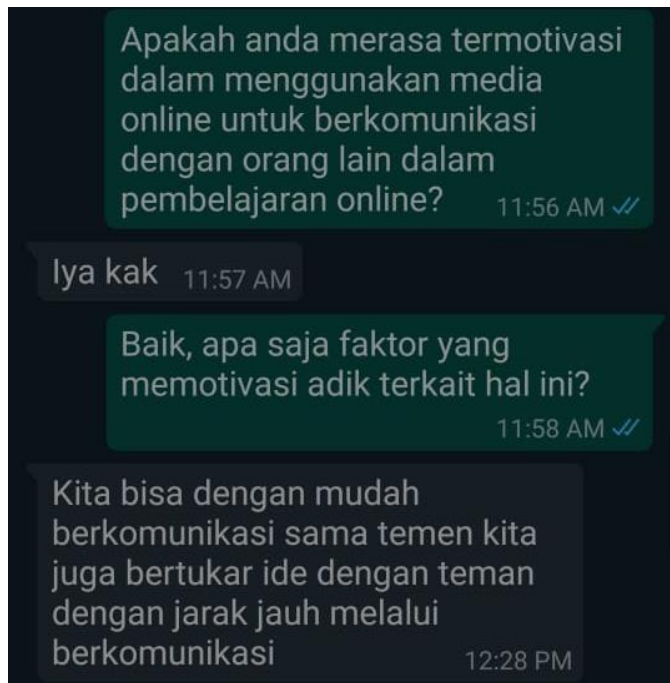 Apakah anda merasa termotivasi
dalam menggunakan media
online untuk berkomunikasi
dengan orang lain dalam
pembelajaran online? 11:56 AM
Iya kak 11:57 AM
Baik, apa saja faktor yang
memotivasi adik terkait hal ini?
11:58 AM
Kita bisa dengan mudah
berkomunikasi sama temen kita
juga bertukar ide dengan teman
dengan jarak jauh melalui
berkomunikasi 12:28 PM